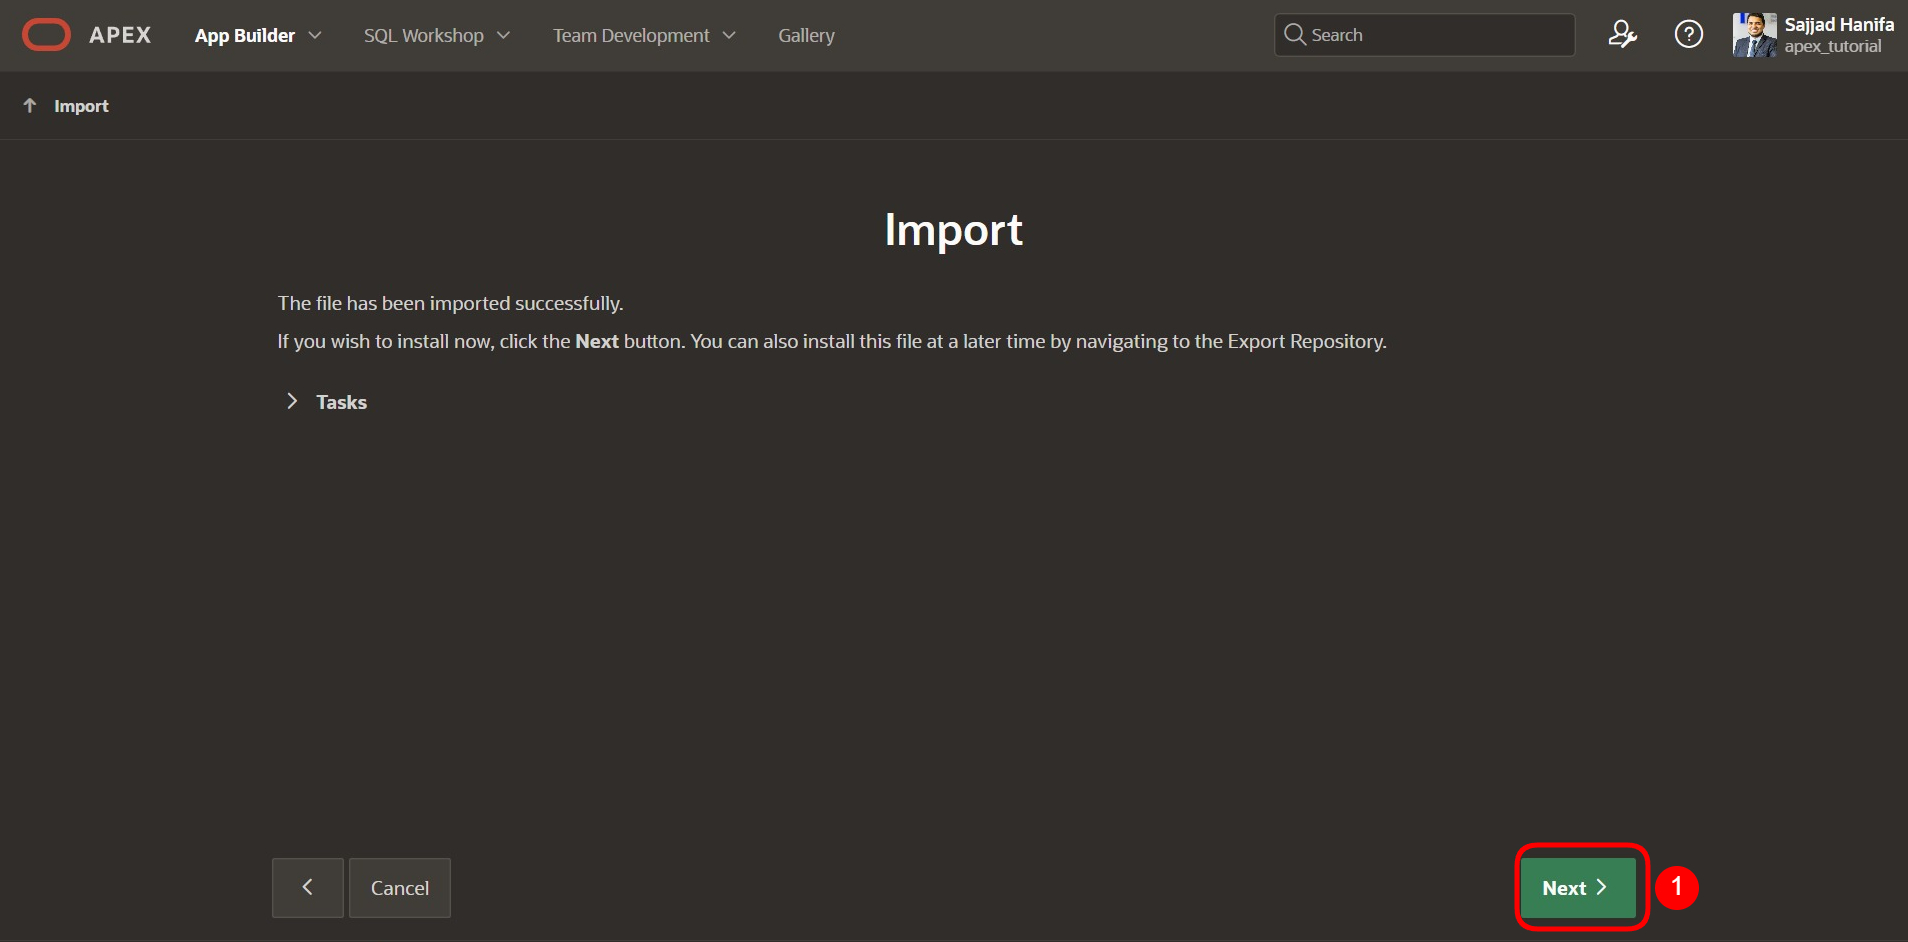 APEX App Builder SQL Workshop Team Development Gallery Search ? Sajjad Hanifa
apex_tutorial
Import
Import
The file has been imported successfully.
If you wish to install now, click the Next button. You can also install this file at a later time by navigating to the Export Repository.
Tasks
Cancel Next 1